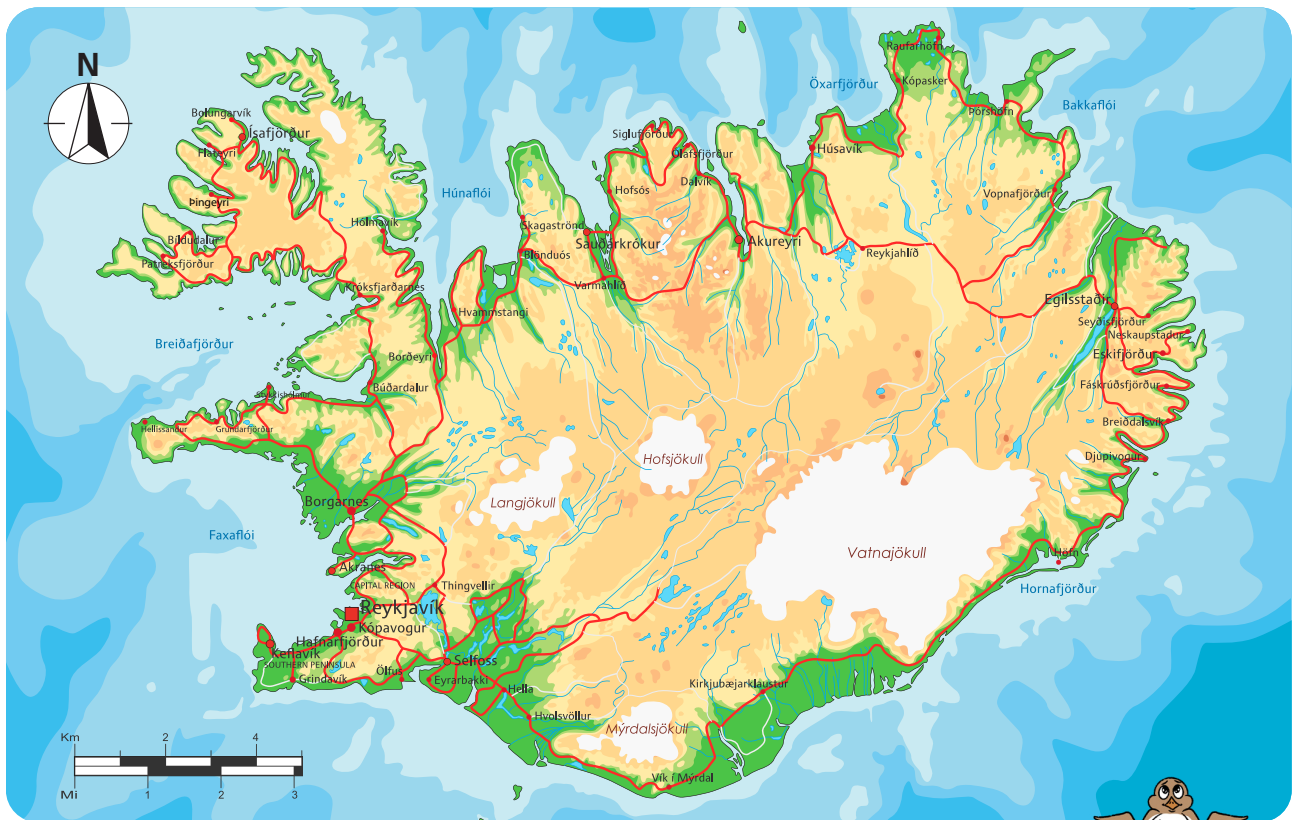 N
Raufarhöfn
Öxarfjörður
Kópasker
Bakkaflói
Þórshöfn
Bolungarvík
Ísafjörður
Siglufjörður
Ólafsfjörður
Húsavík
Flateyri
Dalvík
Húnaflói
Hofsós
Vopnafjörður
Þingeyri
Hólmavík
Skagaströnd
Bíldudalur
Sauðárkrókur
Akureyri
Reykjahlíð
Patreksfjörður
Blönduós
Varmahlíð
Króksfjarðarnes
Egilsstaðir
Hvammstangi
Seyðisfjörður
Neskaupstadur
Breiðafjörður
Borðeyri
Eskifjörður
Búðardalur
Fáskrúðsfjörður
Stykkishólmur
Hellissandur
Grundarfjörður
Breiðdalsvík
Djúpivogur
Hofsjökull
Langjökull
Borgarnes
Faxaflói
Vatnajökull
Höfn
Akranes
CAPITAL REGION
Thingvellir
Hornafjörður
Reykjavík
Kópavogur
Hafnarfjörður
Keflavík
SOUTHERN PENINSULA
Selfoss
Ölfus
Grindavík
Eyrarbakki
Hella
Kirkjubæjarklaustur
Hvolsvöllur
Mýrdalsjökull
Vík í Mýrdal
Km
2
4
Mi
1
2
3